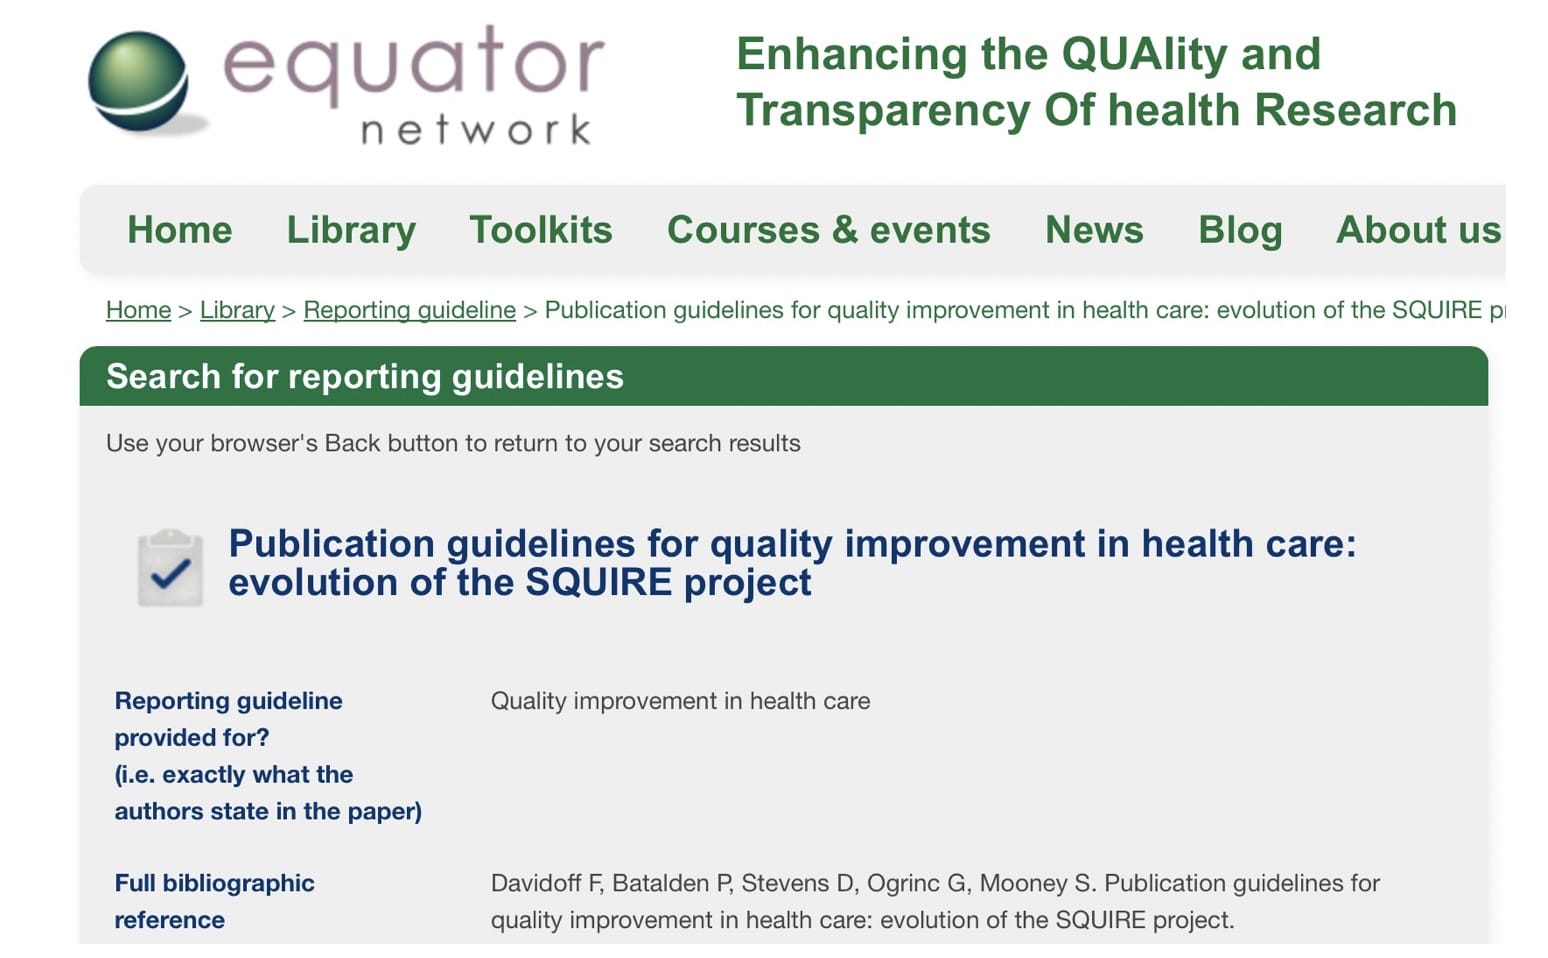 equator
network
Enhancing the QUAlity and
Transparency Of health Research
Home Library Toolkits Courses & events News Blog About us
Home > Library > Reporting guideline > Publication guidelines for quality improvement in health care: evolution of the SQUIRE
Search for reporting guidelines
Use your browser's Back button to return to your search results
Publication guidelines for quality improvement in health care:
evolution of the SQUIRE project
Reporting guideline
provided for?
(i.e. exactly what the
authors state in the paper)
Quality improvement in health care
Full bibliographic
reference
Davidoff F, Batalden P, Stevens D, Ogrinc G, Mooney S. Publication guidelines for
quality improvement in health care: evolution of the SQUIRE project.